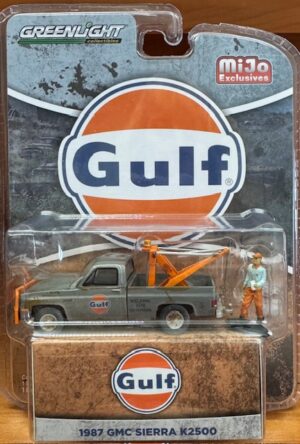 GREENLIGHT
collectibles
MiJo
Exclusives
Gulf
®
Gulf
Gulf
1987 GMC SIERRA K2500